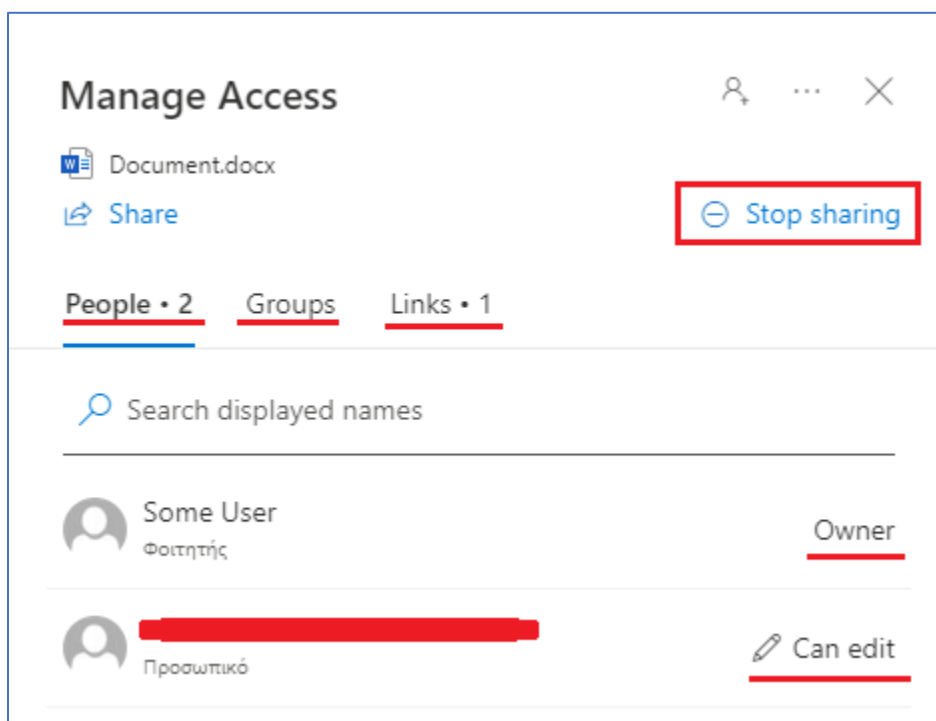 Manage Access
Document.docx
Share
Stop sharing
People • 2 Groups Links • 1
Search displayed names
Some User
Φοιτητής
Owner
Προσωπικό
Can edit